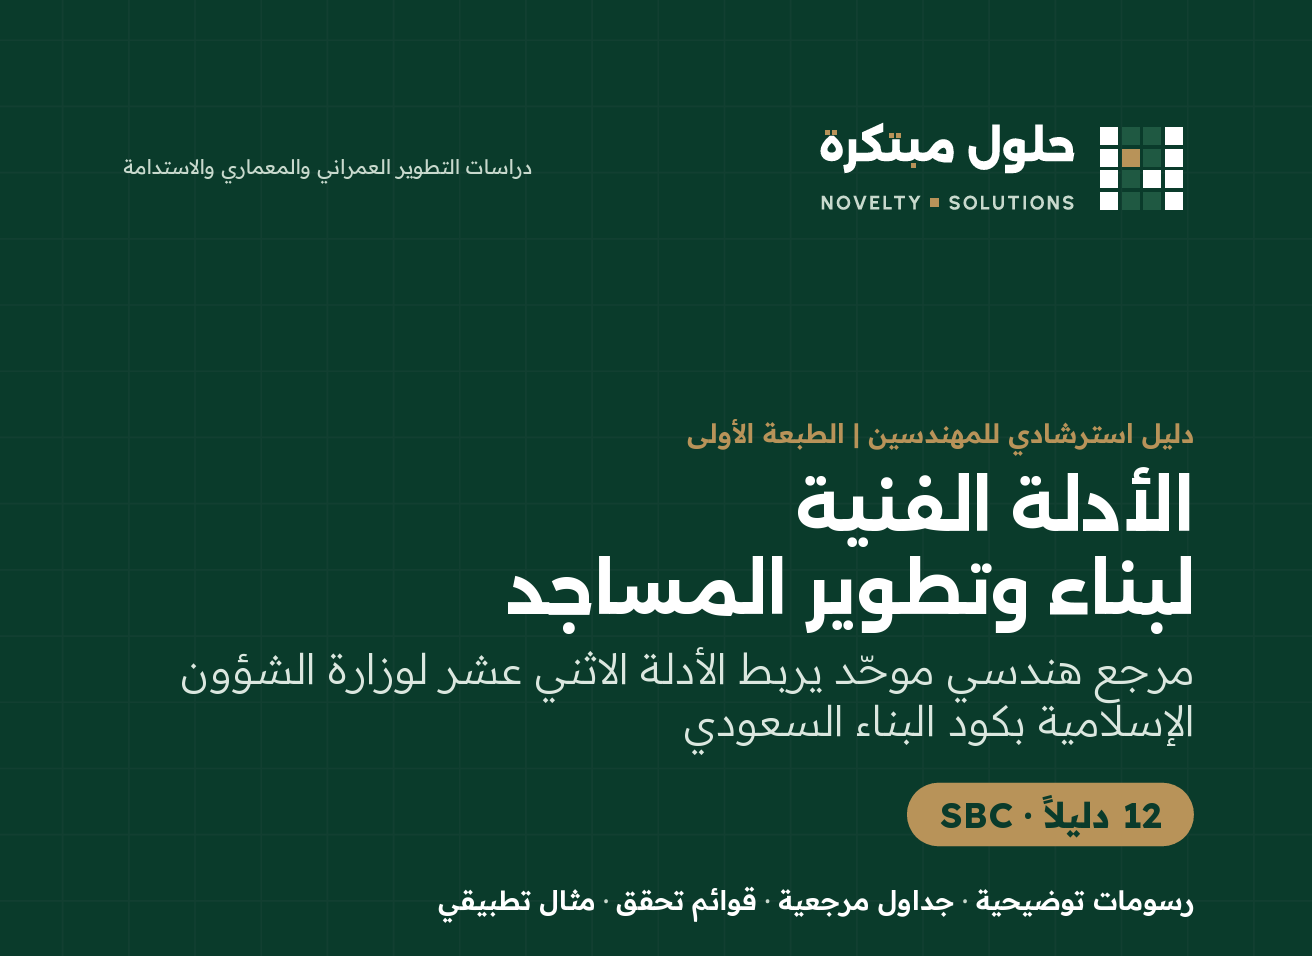 حلول مبتكرة
NOVELTY ▪ SOLUTIONS
دراسات التطوير العمراني والمعماري والاستدامة
دليل استرشادي للمهندسين | الطبعة الأولى
الأدلة الفنية
لبناء وتطوير المساجد
مرجع هندسي موحّد يربط الأدلة الاثني عشر لوزارة الشؤون
الإسلامية بكود البناء السعودي
12 دليلاً · SBC
رسومات توضيحية · جداول مرجعية · قوائم تحقق · مثال تطبيقي